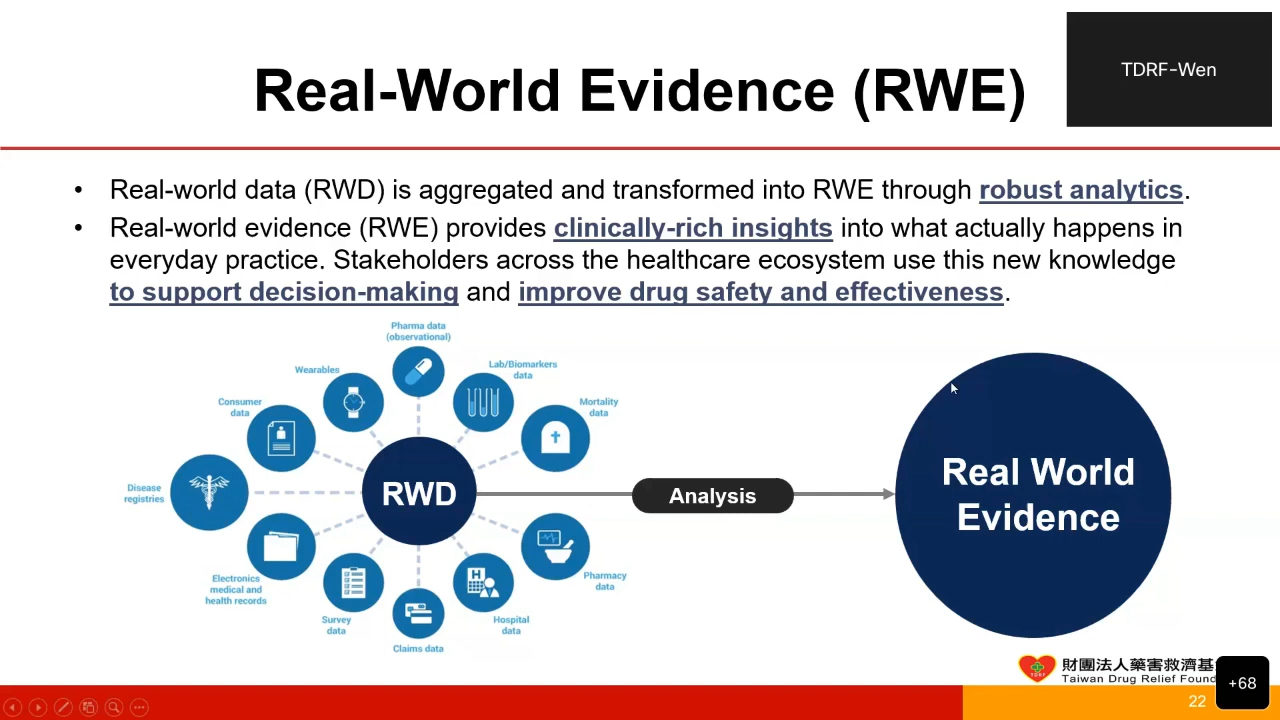 TDRF-Wen
Real-World Evidence (RWE)
• Real-world data (RWD) is aggregated and transformed into RWE through robust analytics.
• Real-world evidence (RWE) provides clinically-rich insights into what actually happens in
everyday practice. Stakeholders across the healthcare ecosystem use this new knowledge
to support decision-making and improve drug safety and effectiveness.
Pharma data
(observational)
Wearables
Lab/Biomarkers
data
Consumer
data
Mortality
data
Disease
registries
RWD
Analysis
Real World
Evidence
Electronics
medical and
health records
Pharmacy
data
Survey
data
H
Hospital
data
Claims data
TDRF
財團法人藥害救濟基
Taiwan Drug Relief Found
+68
22